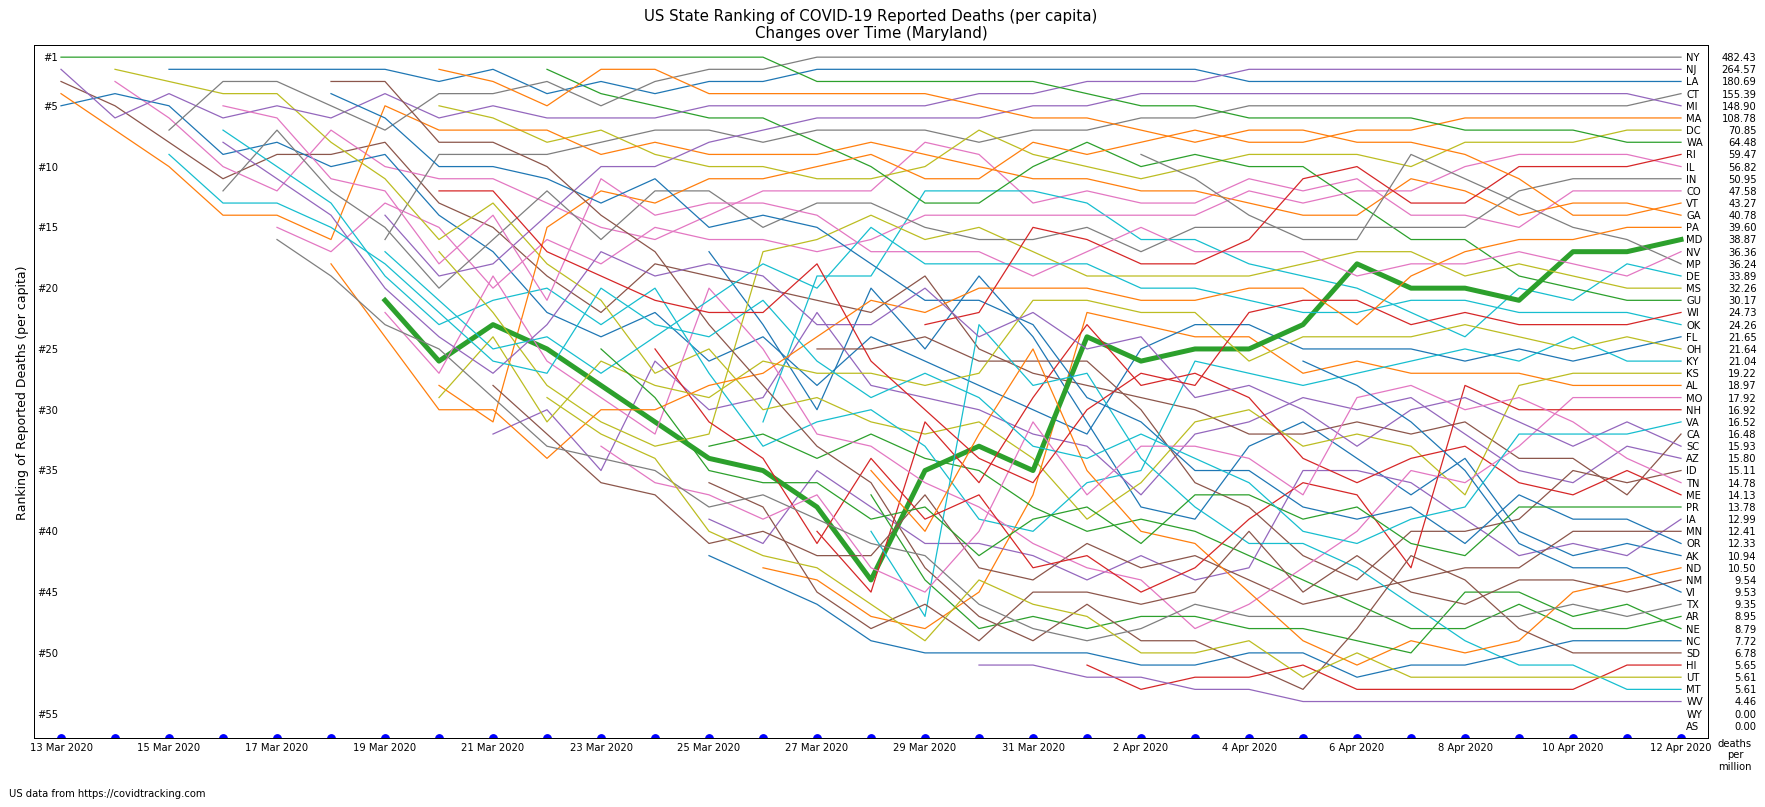 US State Ranking of COVID-19 Reported Deaths (per capita)
Changes over Time (Maryland)
Ranking of Reported Deaths (per capita)
#1
#5
#10
#15
#20
#25
#30
#35
#40
#45
#50
#55
NY 482.43
NJ 264.57
LA 180.69
CT 155.39
MI 148.90
MA 108.78
DC 70.85
WA 64.48
RI 59.47
IL 56.82
IN 50.95
CO 47.58
VT 43.27
GA 40.78
PA 39.60
MD 38.87
NV 36.36
MP 36.24
DE 33.89
MS 32.26
GU 30.17
WI 24.73
OK 24.26
FL 21.65
OH 21.64
KY 21.04
KS 19.22
AL 18.97
MO 17.92
NH 16.92
VA 16.52
CA 16.48
SC 15.93
AZ 15.80
ID 15.11
TN 14.78
ME 14.13
PR 13.78
IA 12.99
MN 12.41
OR 12.33
AK 10.94
ND 10.50
NM 9.54
VI 9.53
TX 9.35
AR 8.95
NE 8.79
NC 7.72
SD 6.78
HI 5.65
UT 5.61
MT 5.61
WV 4.46
WY 0.00
AS 0.00
13 Mar 2020 15 Mar 2020 17 Mar 2020 19 Mar 2020 21 Mar 2020 23 Mar 2020 25 Mar 2020 27 Mar 2020 29 Mar 2020 31 Mar 2020 2 Apr 2020 4 Apr 2020 6 Apr 2020 8 Apr 2020 10 Apr 2020 12 Apr 2020
deaths
per
million
US data from https://covidtracking.com